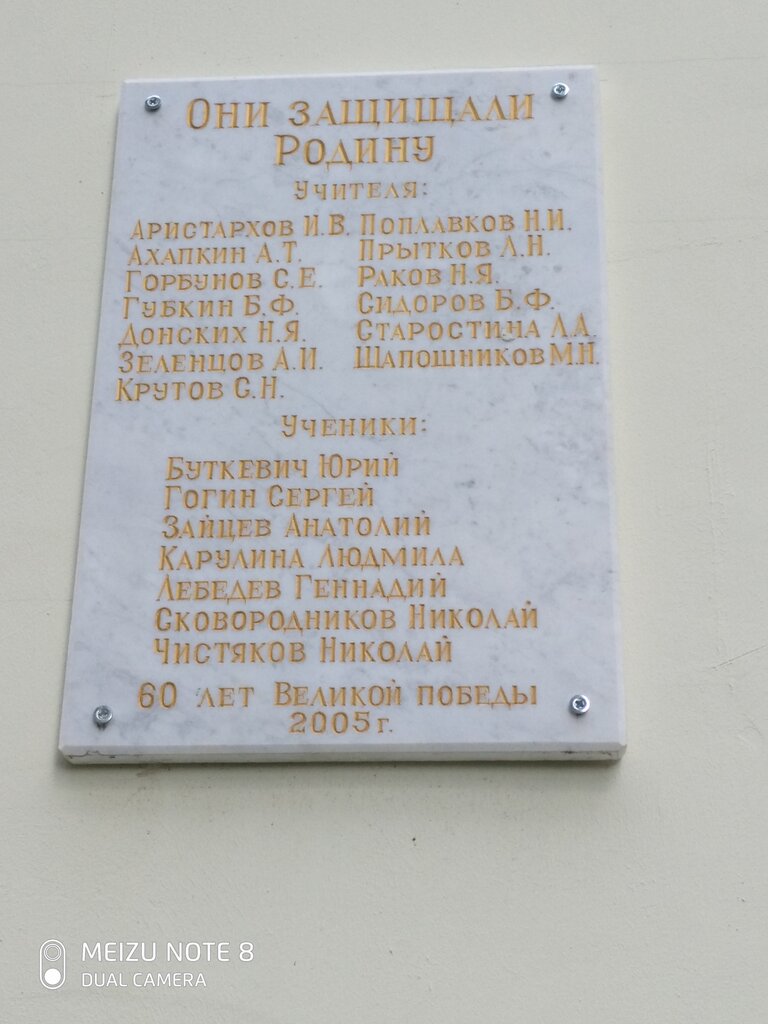 Они защищали
Родину
Учителя:
Аристархов И.В. Поплавков Н.И.
Ахапкин А.Т. Прытков Л.Н.
Горбунов С.Е. Раков Н.Я.
Губкин Б.Ф. Сидоров Б.Ф.
Донских Н.Я. Старостина Л.А.
Зеленцов А.И. Шапошников М.Н.
Крутов С.Н.
Ученики:
Буткевич Юрий
Гогин Сергей
Зайцев Анатолий
Карулина Людмила
Лебедев Геннадий
Сковородников Николай
Чистяков Николай
60 лет Великой победы
2005 г.
MEIZU NOTE 8
DUAL CAMERA